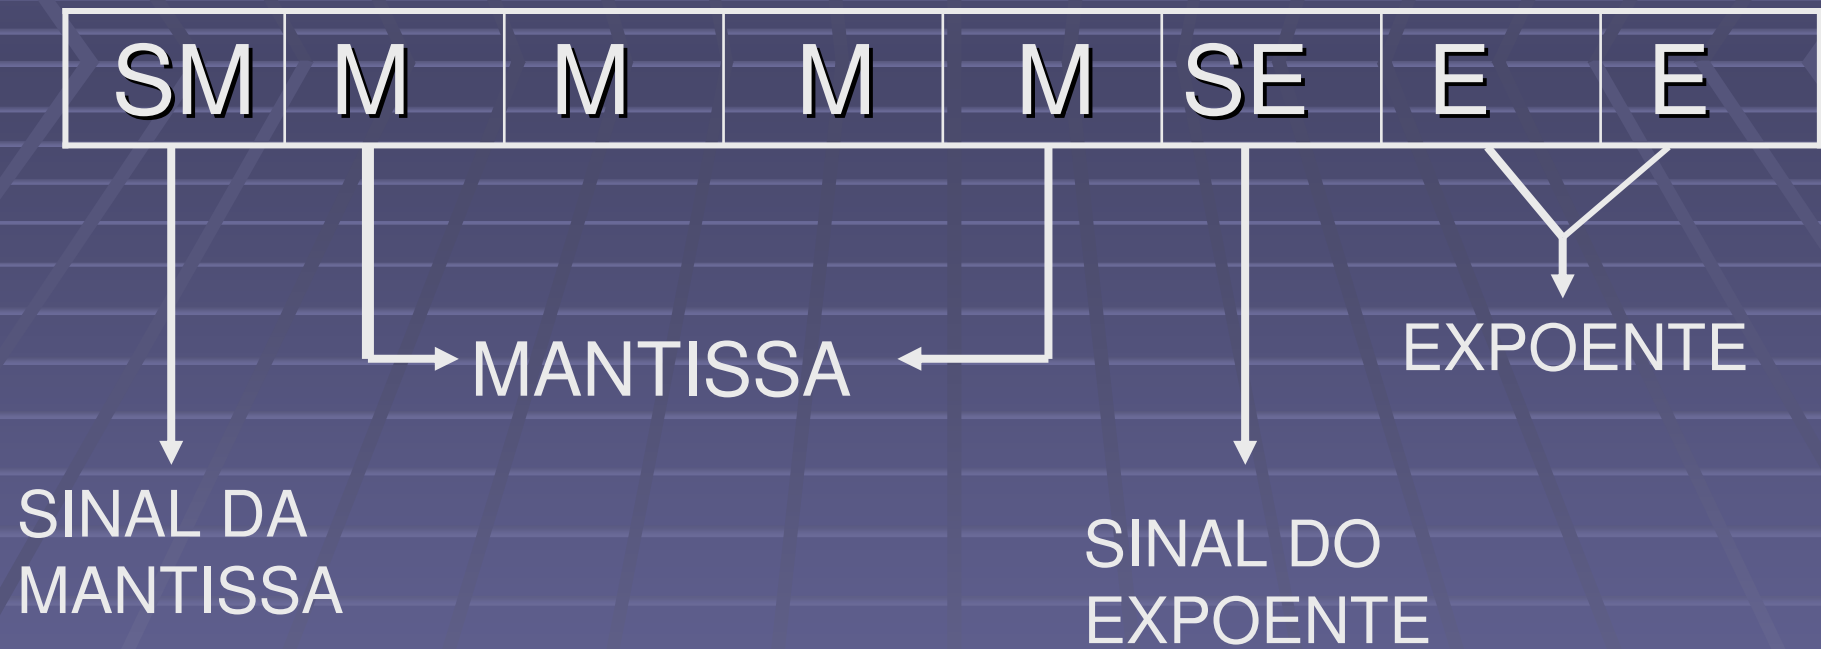 SM M M M M SE E E
MANTISSA
EXPOENTE
SINAL DA
MANTISSA
SINAL DO
EXPOENTE